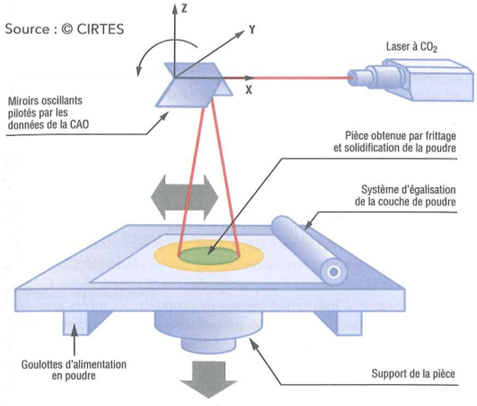 Source : © CIRTES
Z
Y
X
Laser à CO₂
Miroirs oscillants
pilotés par les
données de la CAO
Pièce obtenue par frittage
et solidification de la poudre
Système d'égalisation
de la couche de poudre
Goulottes d'alimentation
en poudre
Support de la pièce